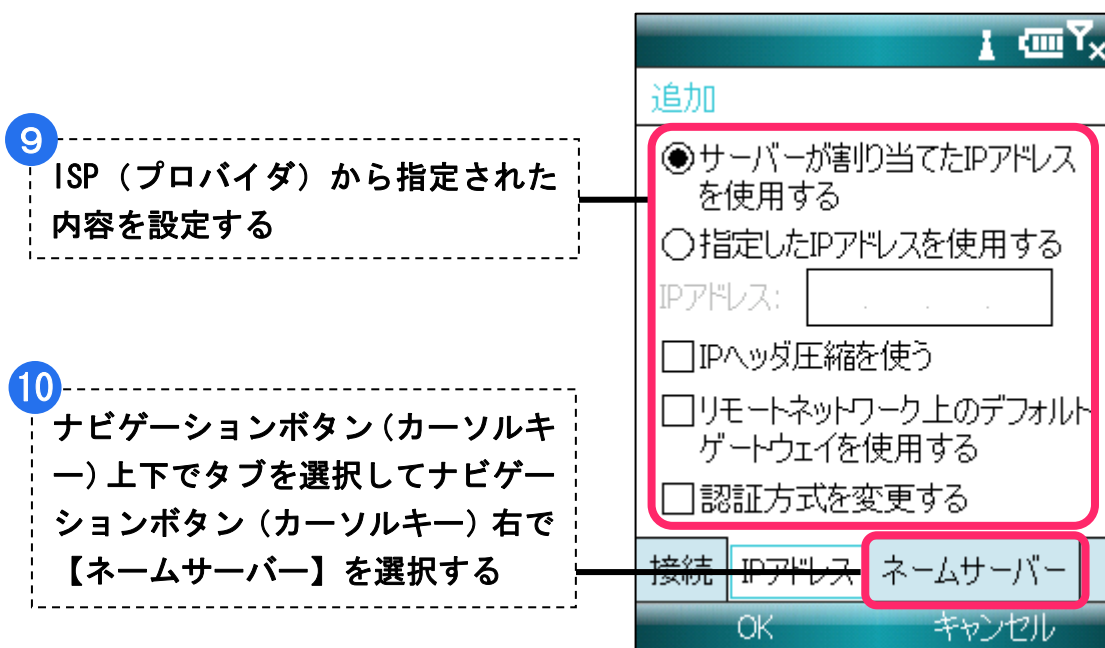 追加
9
ISP（プロバイダ）から指定された
内容を設定する
サーバーが割り当てたIPアドレス
を使用する
指定したIPアドレスを使用する
IPアドレス:
IPヘッダ圧縮を使う
リモートネットワーク上のデフォルト
ゲートウェイを使用する
認証方式を変更する
10
ナビゲーションボタン（カーソルキ
ー）上下でタブを選択してナビゲー
ションボタン（カーソルキー）右で
【ネームサーバー】を選択する
接続 IPアドレス ネームサーバー
OK キャンセル